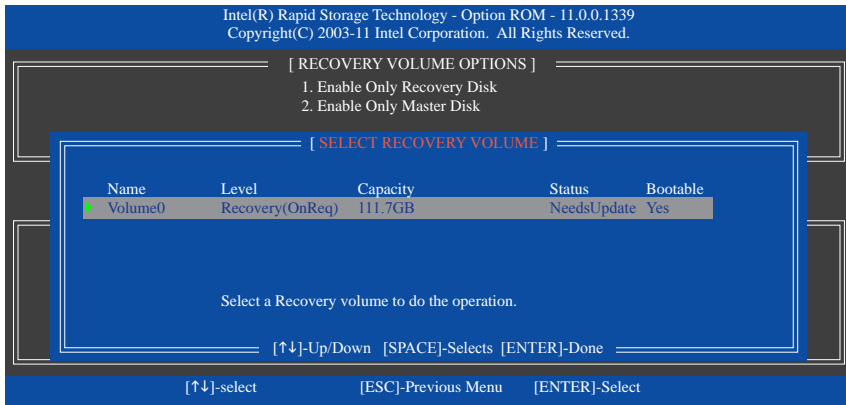 Intel(R) Rapid Storage Technology - Option ROM - 11.0.0.1339
Copyright(C) 2003-11 Intel Corporation. All Rights Reserved.
[ RECOVERY VOLUME OPTIONS ]
1. Enable Only Recovery Disk
2. Enable Only Master Disk
[ SELECT RECOVERY VOLUME ]
Name Level Capacity Status Bootable
Volume0 Recovery(OnReq) 111.7GB NeedsUpdate Yes
Select a Recovery volume to do the operation.
[↑↓]-Up/Down [SPACE]-Selects [ENTER]-Done
[↑↓]-select [ESC]-Previous Menu [ENTER]-Select